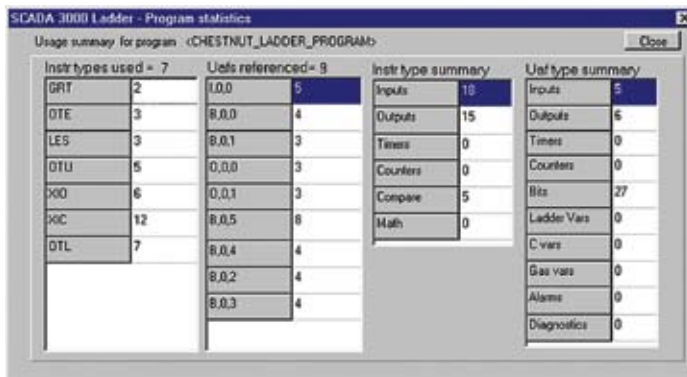 SCADA 3000 Ladder - Program statistics
Usage summary for program <CHESTNUT_LADDER_PROGRAM>
Close
Instr types used = 7
GRT 2
OTE 3
LES 3
OTU 5
XIO 6
XIC 12
OTL 7
Uafs referenced= 9
I,0,0 5
B,0,0 4
B,0,1 3
O,0,0 3
O,0,1 3
B,0,5 8
B,0,4 4
B,0,2 4
B,0,3 4
Instr type summary
Inputs 18
Outputs 15
Timers 0
Counters 0
Compare 5
Math 0
Uaf type summary
Inputs 5
Outputs 6
Timers 0
Counters 0
Bits 27
Ladder Vars 0
C vars 0
Gas vars 0
Alarms 0
Diagnostics 0